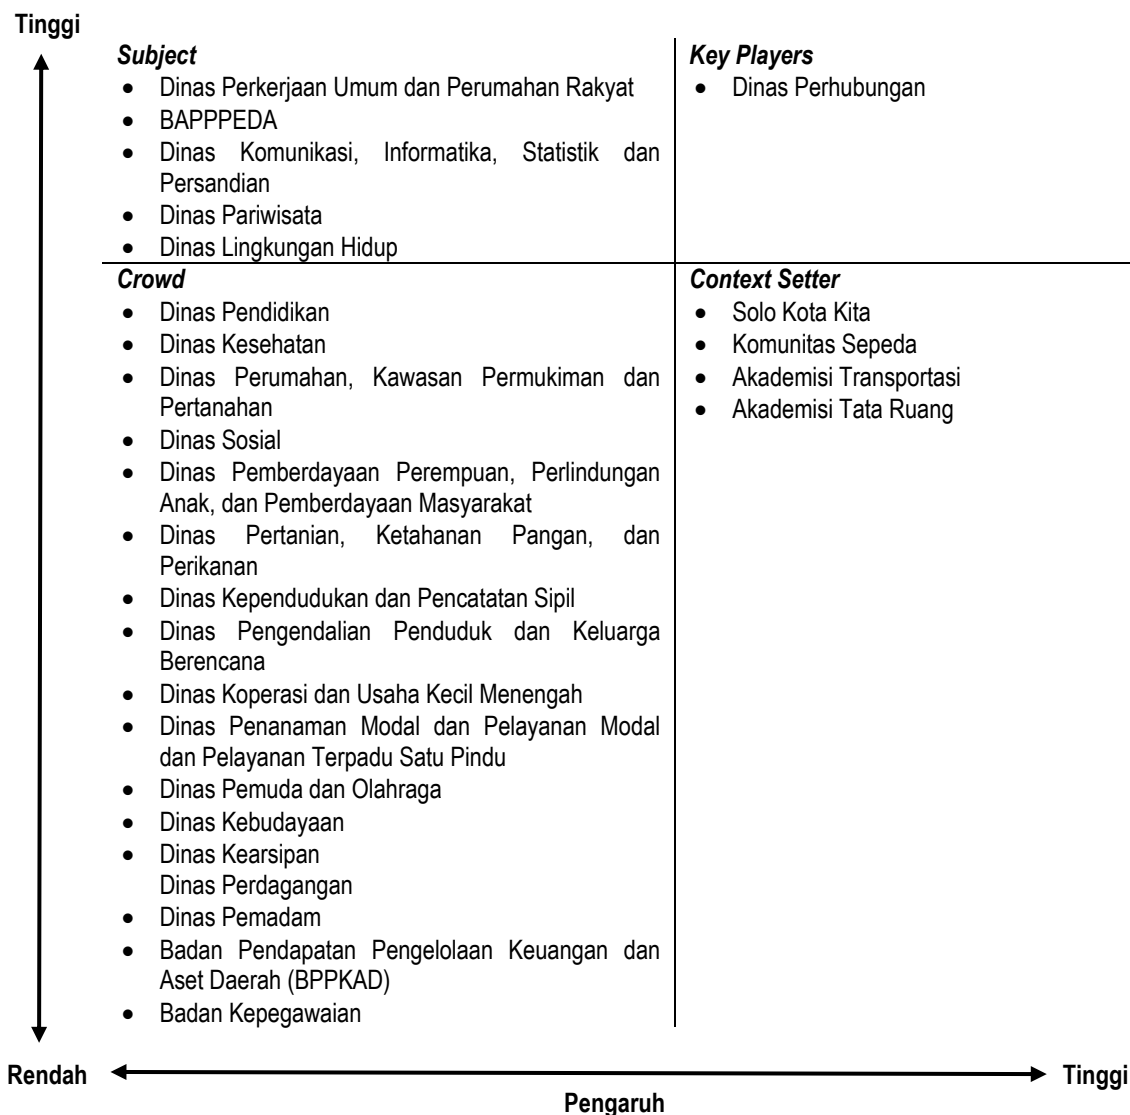 Tinggi
Subject
• Dinas Perkerjaan Umum dan Perumahan Rakyat
• BAPPPEDA
• Dinas Komunikasi, Informatika, Statistik dan
Persandian
• Dinas Pariwisata
• Dinas Lingkungan Hidup
Key Players
• Dinas Perhubungan
Crowd
• Dinas Pendidikan
• Dinas Kesehatan
• Dinas Perumahan, Kawasan Permukiman dan
Pertanahan
• Dinas Sosial
• Dinas Pemberdayaan Perempuan, Perlindungan
Anak, dan Pemberdayaan Masyarakat
• Dinas Pertanian, Ketahanan Pangan, dan
Perikanan
• Dinas Kependudukan dan Pencatatan Sipil
• Dinas Pengendalian Penduduk dan Keluarga
Berencana
• Dinas Koperasi dan Usaha Kecil Menengah
• Dinas Penanaman Modal dan Pelayanan Modal
dan Pelayanan Terpadu Satu Pindu
• Dinas Pemuda dan Olahraga
• Dinas Kebudayaan
• Dinas Kearsipan
Dinas Perdagangan
• Dinas Pemadam
• Badan Pendapatan Pengelolaan Keuangan dan
Aset Daerah (BPPKAD)
• Badan Kepegawaian
Context Setter
• Solo Kota Kita
• Komunitas Sepeda
• Akademisi Transportasi
• Akademisi Tata Ruang
Rendah
Tinggi
Pengaruh